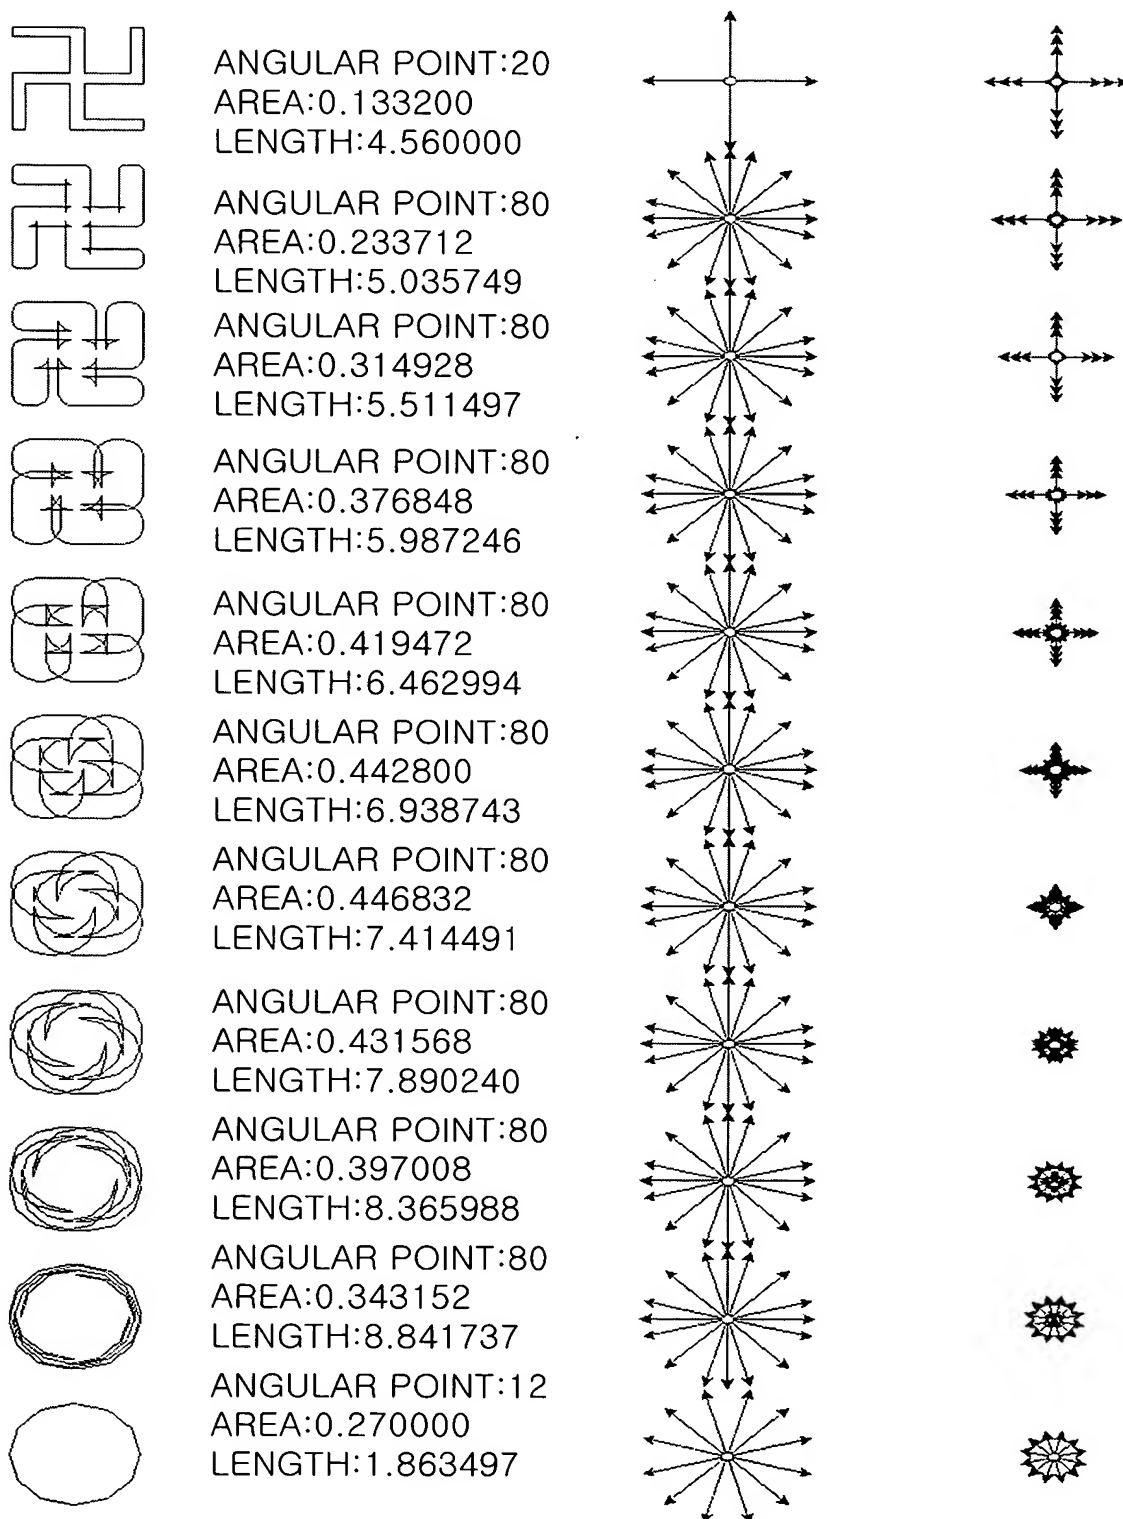 ANGULAR POINT:20
AREA:0.133200
LENGTH:4.560000
ANGULAR POINT:80
AREA:0.233712
LENGTH:5.035749
ANGULAR POINT:80
AREA:0.314928
LENGTH:5.511497
ANGULAR POINT:80
AREA:0.376848
LENGTH:5.987246
ANGULAR POINT:80
AREA:0.419472
LENGTH:6.462994
ANGULAR POINT:80
AREA:0.442800
LENGTH:6.938743
ANGULAR POINT:80
AREA:0.446832
LENGTH:7.414491
ANGULAR POINT:80
AREA:0.431568
LENGTH:7.890240
ANGULAR POINT:80
AREA:0.397008
LENGTH:8.365988
ANGULAR POINT:80
AREA:0.343152
LENGTH:8.841737
ANGULAR POINT:12
AREA:0.270000
LENGTH:1.863497